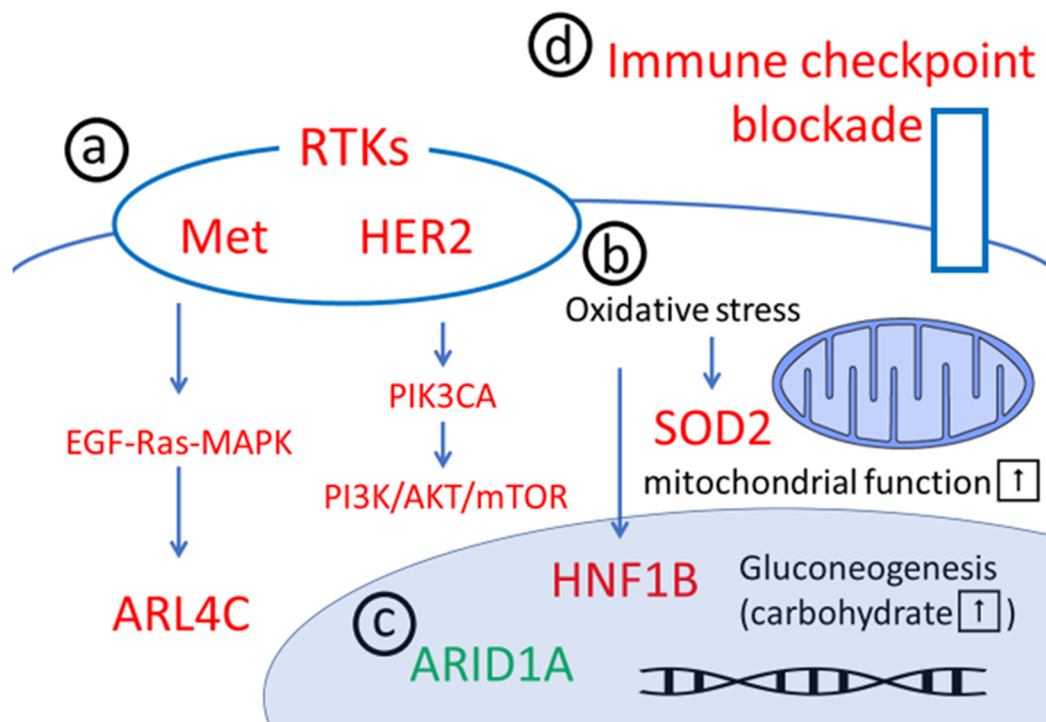 d
Immune checkpoint
blockade
a
RTKs
Met HER2
b
Oxidative stress
PIK3CA
SOD2
EGF-Ras-MAPK
mitochondrial function ↑
PI3K/AKT/mTOR
HNF1B
Gluconeogenesis
(carbohydrate ↑)
ARL4C
c
ARID1A